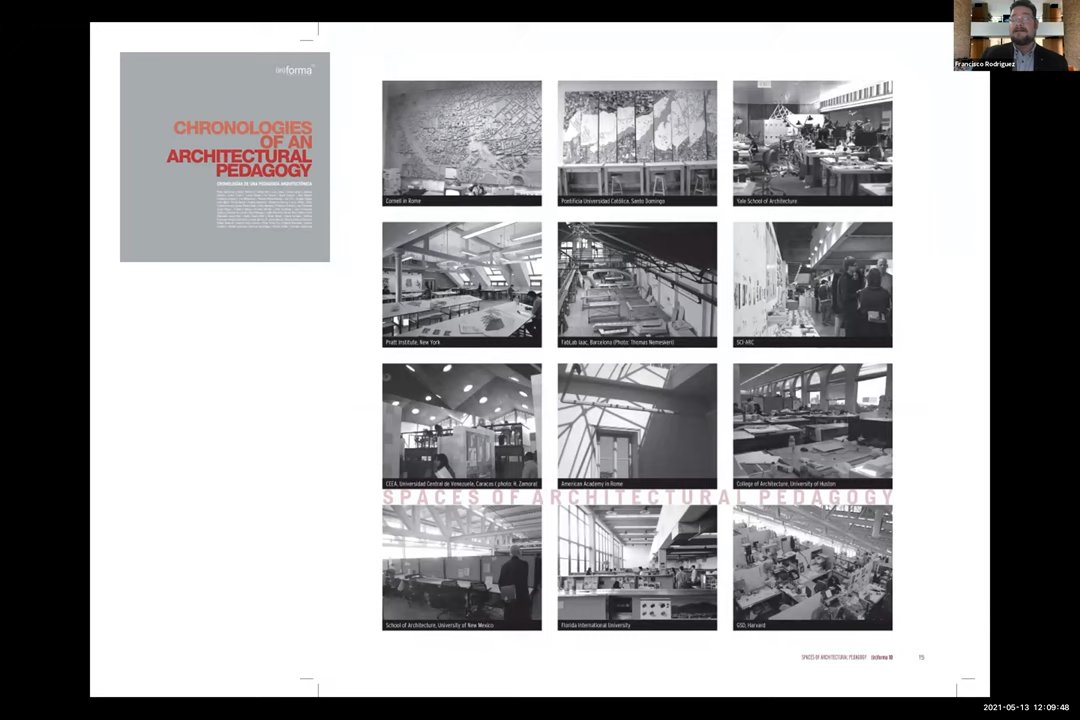 Francisco Rodriguez
(in)forma
CHRONOLOGIES
OF AN
ARCHITECTURAL
PEDAGOGY
CRONOLOGÍAS DE UNA PEDAGOGÍA ARQUITECTÓNICA
Cornell in Rome
Pontificia Universidad Católica, Santo Domingo
Yale School of Architecture
Pratt Institute, New York
FabLab Iaac, Barcelona (Photo: Thomas Nemeskeri)
SCI-ARC
CEEA, Universidad Central de Venezuela, Caracas (photo: H. Zamora)
American Academy in Rome
College of Architecture, University of Huston
SPACES OF ARCHITECTURAL PEDAGOGY
School of Architecture, University of New Mexico
Florida International University
GSD, Harvard
SPACES OF ARCHITECTURAL PEDAGOGY (in)forma 10 15
2021-05-13 12:09:48